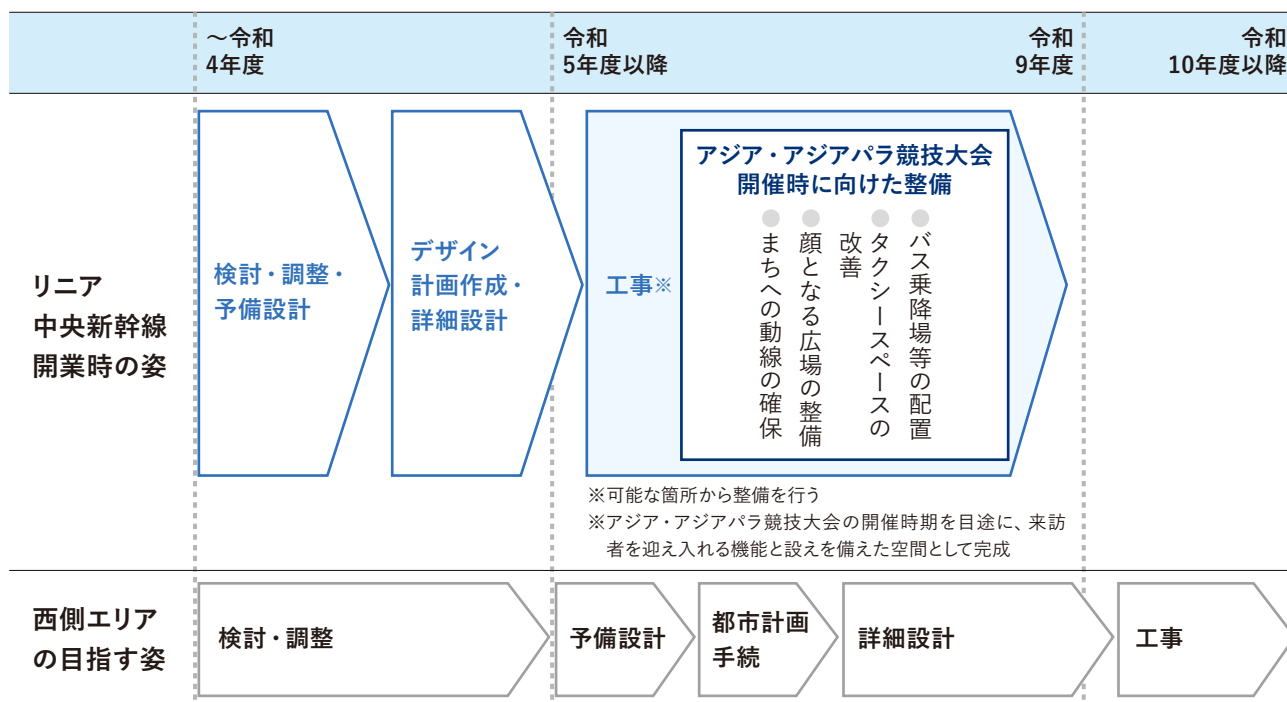 ～令和
4年度
令和
5年度以降
令和
9年度
令和
10年度以降
リニア
中央新幹線
開業時の姿
検討・調整・
予備設計
デザイン
計画作成・
詳細設計
工事※
アジア・アジアパラ競技大会
開催時に向けた整備
●バス乗降場等の配置
●タクシースペースの
改善
●顔となる広場の整備
●まちへの動線の確保
※可能な箇所から整備を行う
※アジア・アジアパラ競技大会の開催時期を目途に、来訪
者を迎え入れる機能と設えを備えた空間として完成
西側エリア
の目指す姿
検討・調整
予備設計
都市計画
手続
詳細設計
工事